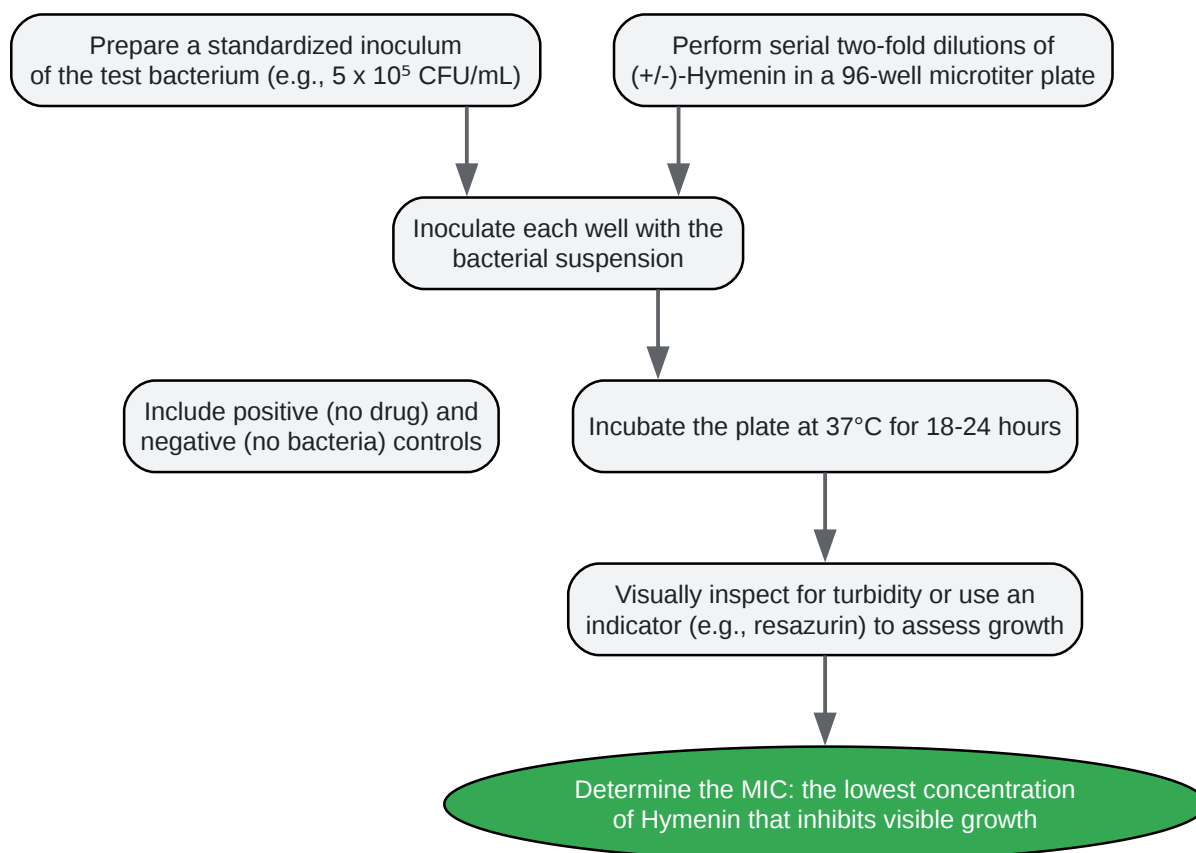 Prepare a standardized inoculum
of the test bacterium (e.g., 5 x 10⁵ CFU/mL)
Perform serial two-fold dilutions of
(+/-)-Hymenin in a 96-well microtiter plate
Inoculate each well with the
bacterial suspension
Include positive (no drug) and
negative (no bacteria) controls
Incubate the plate at 37°C for 18-24 hours
Visually inspect for turbidity or use an
indicator (e.g., resazurin) to assess growth
Determine the MIC: the lowest concentration
of Hymenin that inhibits visible growth